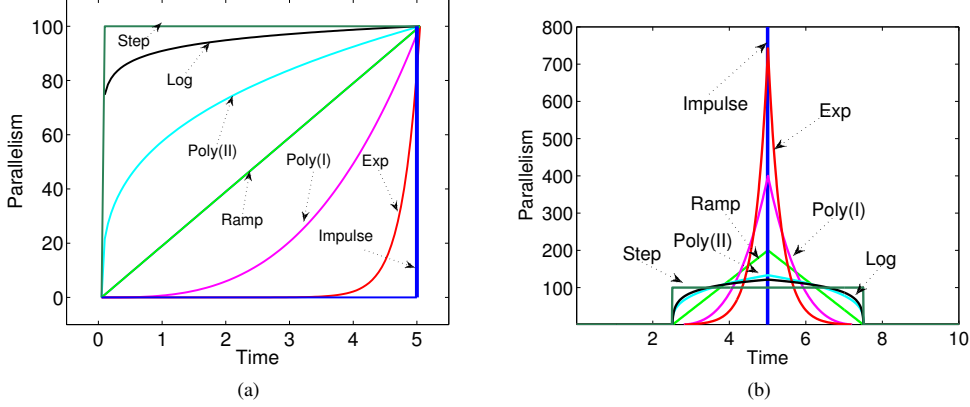 100
80
60
40
20
0
Parallelism
Step
Log
Poly(II)
Poly(I)
Exp
Ramp
Impulse
0
1
2
3
4
5
Time
(a)
800
700
600
500
400
300
200
100
Parallelism
Impulse
Exp
Ramp
Poly(I)
Poly(II)
Step
Log
2
4
6
8
10
Time
(b)